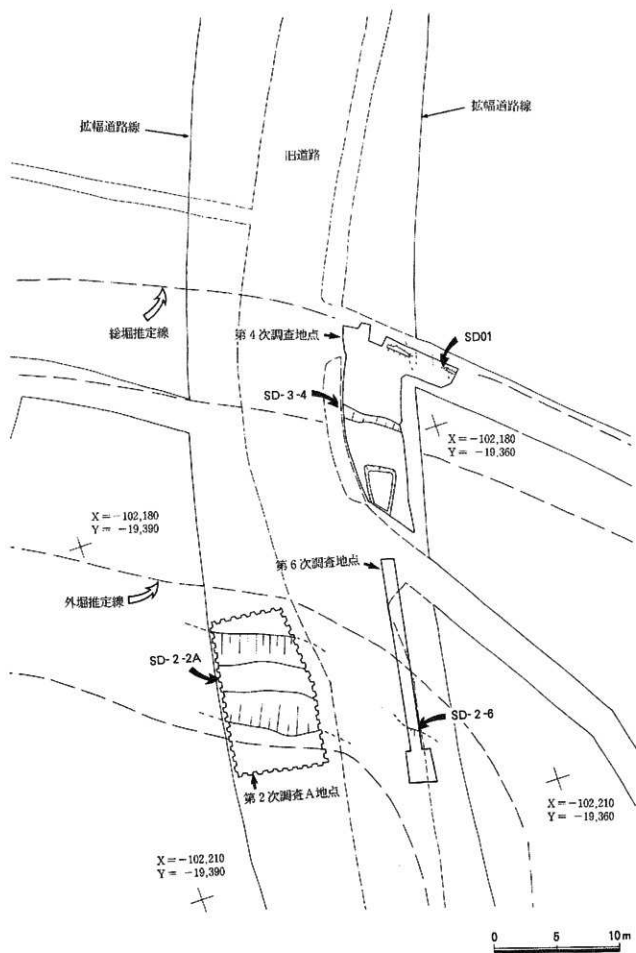 拡幅道路線
拡幅道路線
旧道路
総堀推定線
第4次調査地点
SD01
SD-3-4
X=-102,180
Y=-19,360
X=-102,180
Y= -19,390
第6次調査地点
外堀推定線
SD-2-2A
SD-2-6
第2次調査A地点
X=-102,210
Y= -19,360
X=-102,210
Y= -19,390
0 5 10m